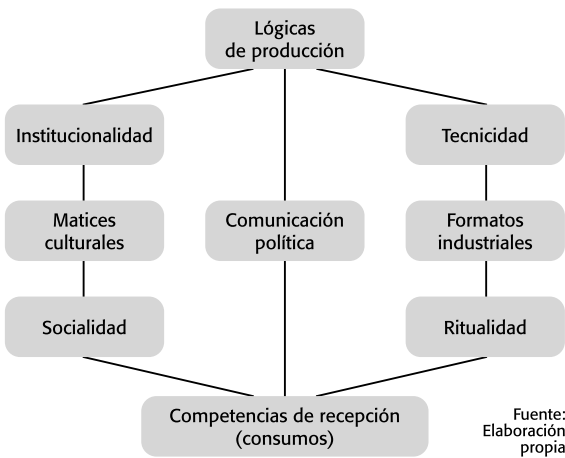 Lógicas
de producción
Institucionalidad
Tecnicidad
Matices
culturales
Comunicación
política
Formatos
industriales
Socialidad
Ritualidad
Competencias de recepción
(consumos)
Fuente:
Elaboración
propia